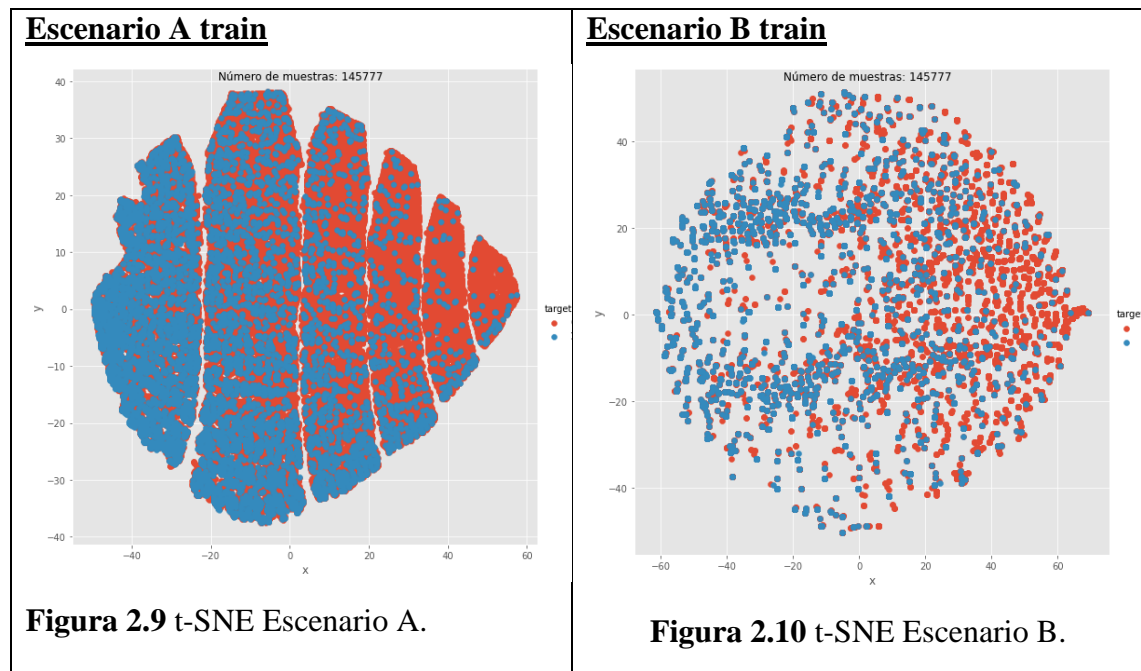 Escenario A train
Número de muestras: 145777
40
30
20
10
0
−10
−20
−30
−40
y
−40
−20
0
20
40
60
x
target
Figura 2.9 t-SNE Escenario A.
Escenario B train
Número de muestras: 145777
40
20
0
−20
−40
y
−60
−40
−20
0
20
40
60
x
targe
Figura 2.10 t-SNE Escenario B.